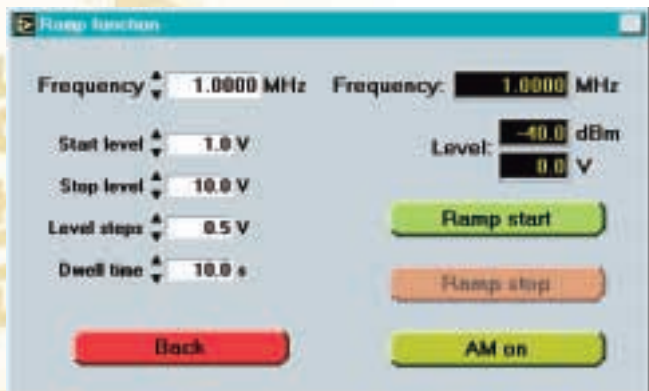 Ramp function
Frequency 1.0000 MHz
Start level 1.0 V
Stop level 10.0 V
Level steps 0.5 V
Dwell time 10.0 s
Back
Frequency: 1.0000 MHz
Level: -40.0 dBm
0.0 V
Ramp start
Ramp stop
AM on